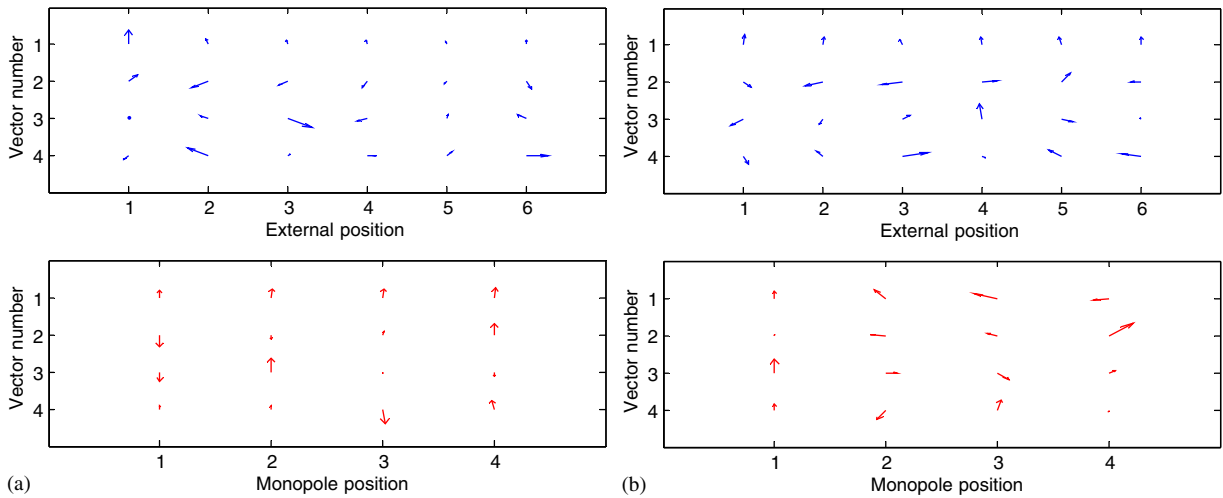 Vector number
1
2
3
4
1 2 3 4 5 6
External position
Vector number
1
2
3
4
1 2 3 4 5 6
External position
Vector number
1
2
3
4
1 2 3 4
Monopole position
(a)
Vector number
1
2
3
4
1 2 3 4
Monopole position
(b)